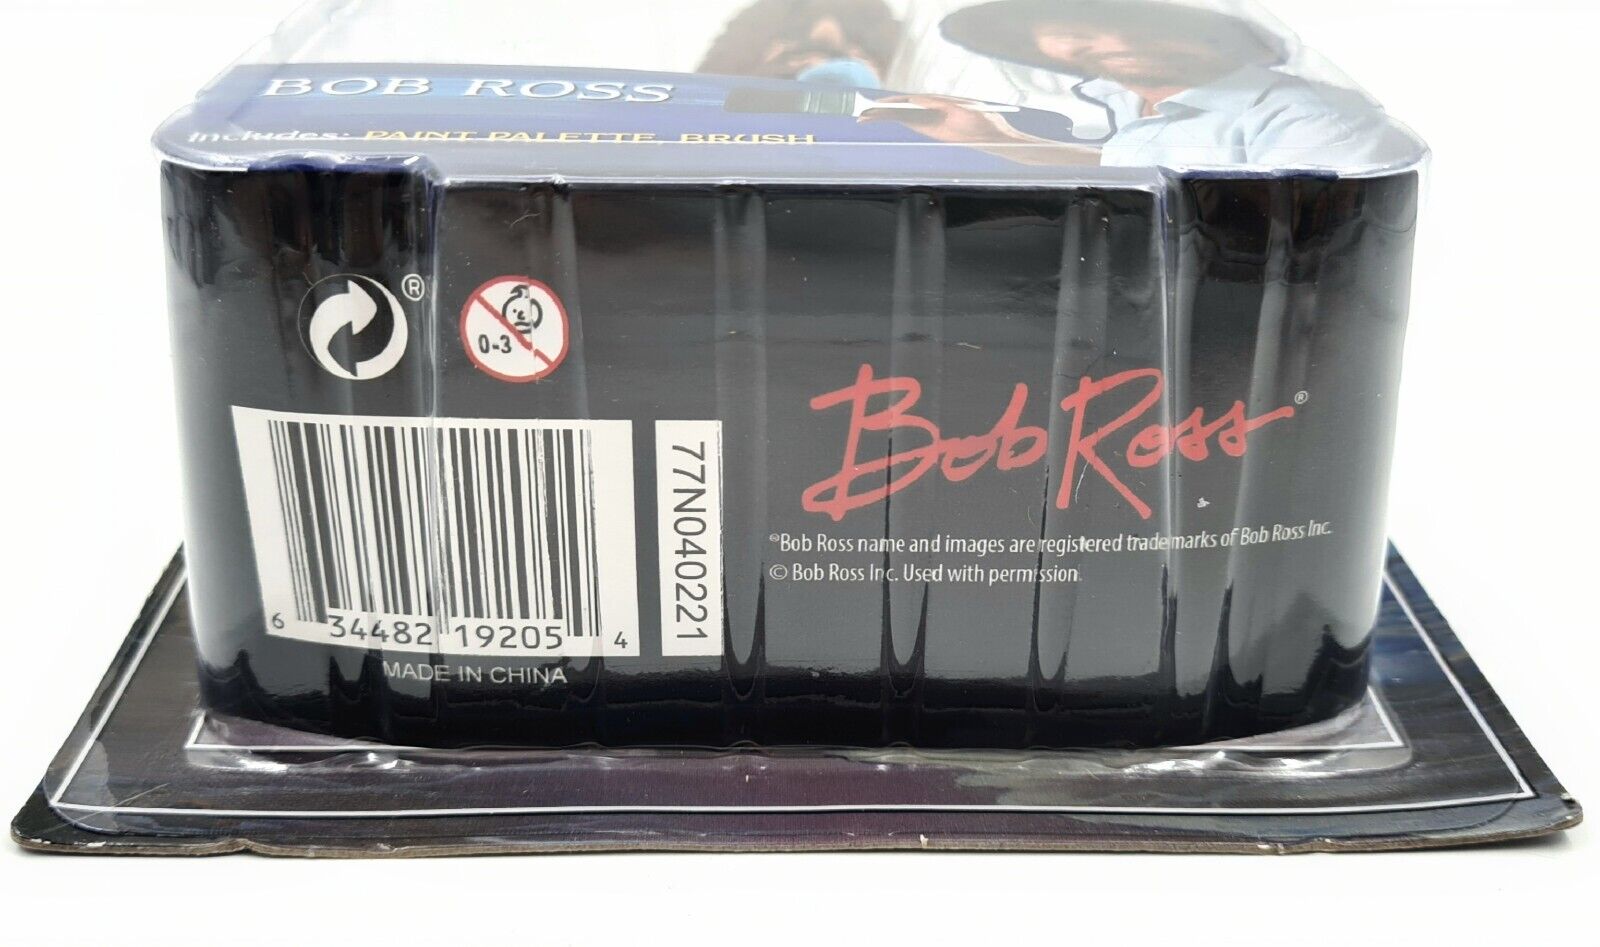 BOB ROSS
Includes: PAINT PALETTE, BRUSH
®
0-3
6 34482 19205 4
MADE IN CHINA
77N040221
Bob Ross®
®Bob Ross name and images are registered trademarks of Bob Ross Inc.
© Bob Ross Inc. Used with permission.